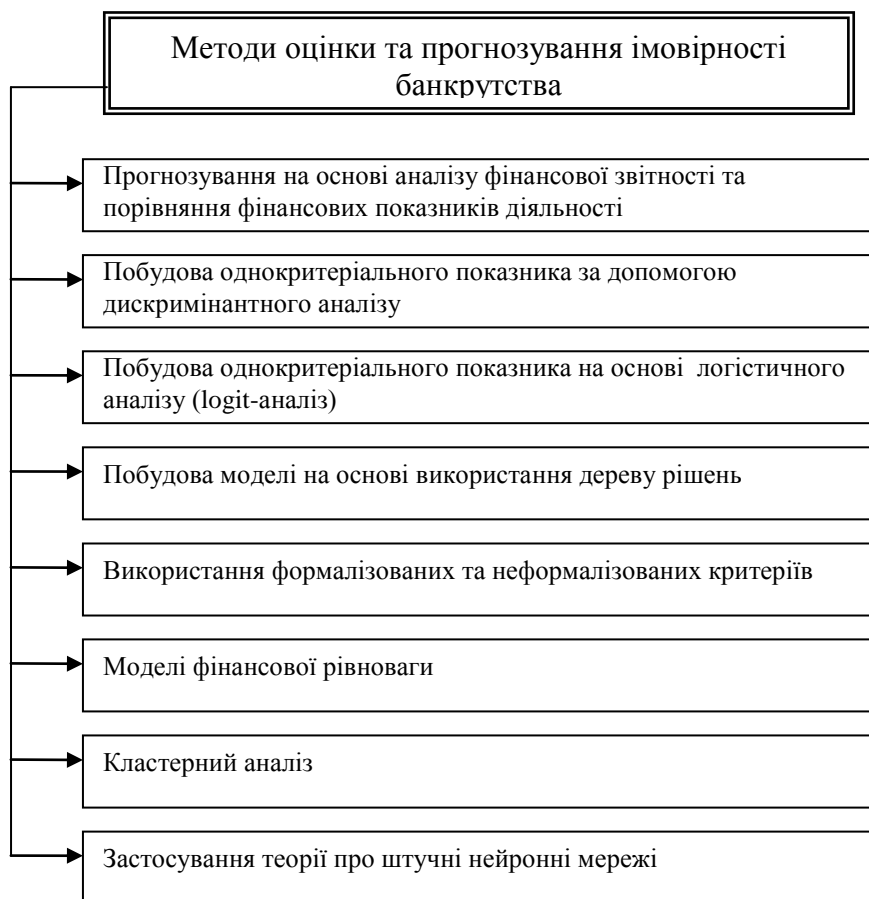 Методи оцінки та прогнозування імовірності
банкрутства
Прогнозування на основі аналізу фінансової звітності та
порівняння фінансових показників діяльності
Побудова однокритеріального показника за допомогою
дискримінантного аналізу
Побудова однокритеріального показника на основі логістичного
аналізу (logit-аналіз)
Побудова моделі на основі використання дереву рішень
Використання формалізованих та неформалізованих критеріїв
Моделі фінансової рівноваги
Кластерний аналіз
Застосування теорії про штучні нейронні мережі